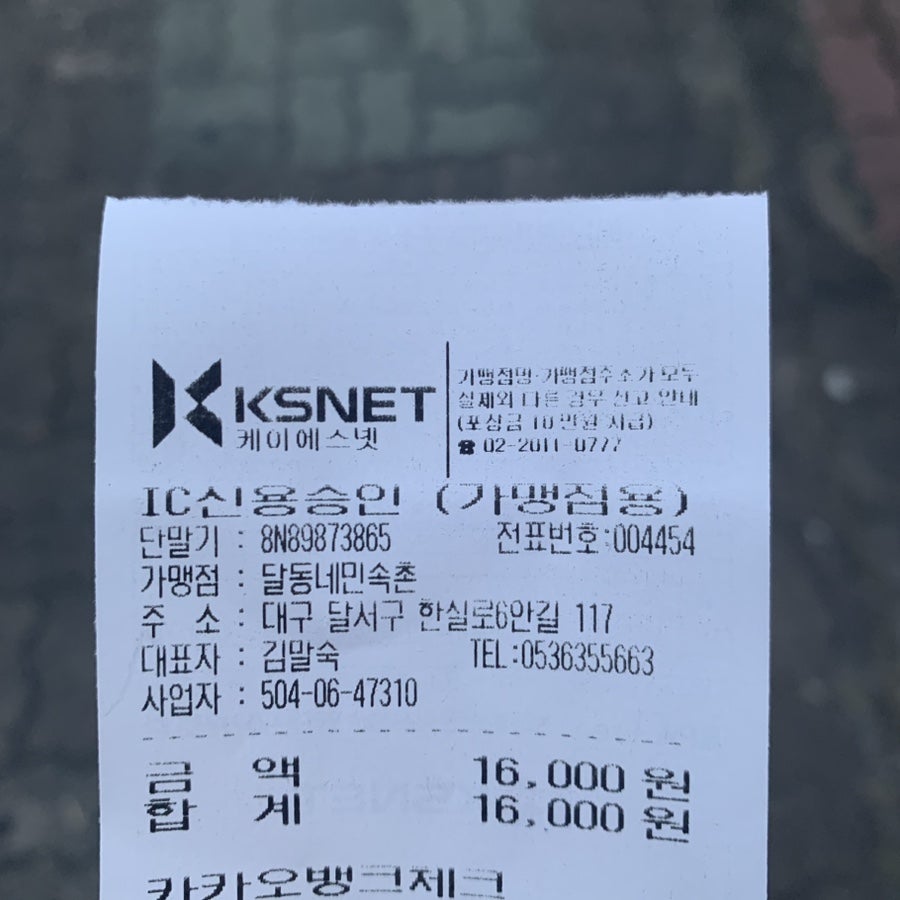 KSNET
케이에스넷
가맹점명·가맹점주소가 모두
실제와 다른 경우 신고 안내
(포상금 10만원 지급)
☎ 02-2011-0777
IC신용승인 (가맹점용)
단말기 : 8N89873865 전표번호:004454
가맹점 : 달동네민속촌
주 소 : 대구 달서구 한실로6안길 117
대표자 : 김말숙 TEL:0536355663
사업자 : 504-06-47310
금 액 16,000 원
합 계 16,000 원
카카오뱅크체크